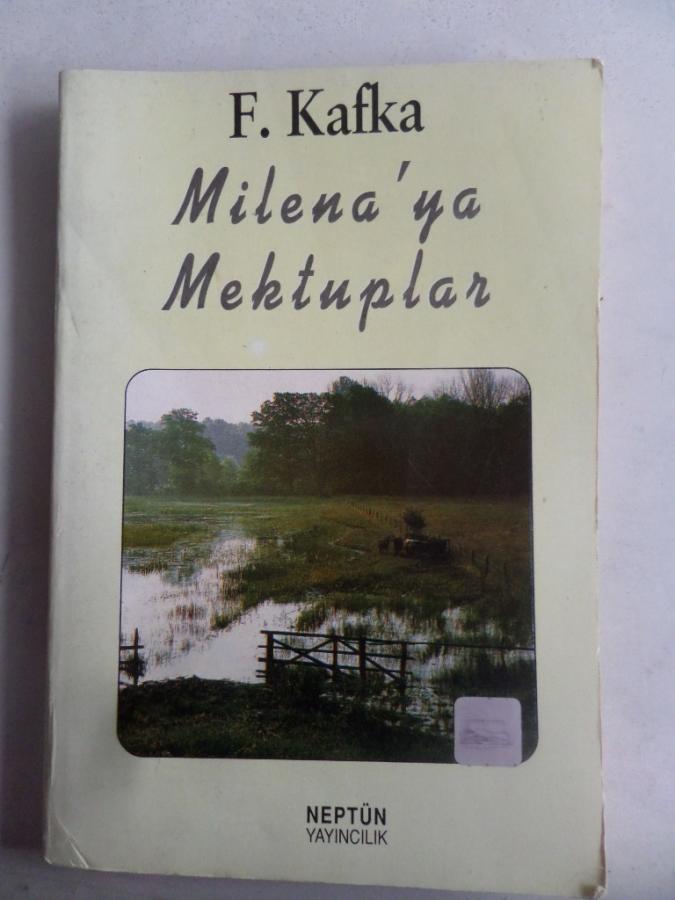 F. Kafka
Milena'ya
Mektuplar
NEPTÜN
YAYINCILIK